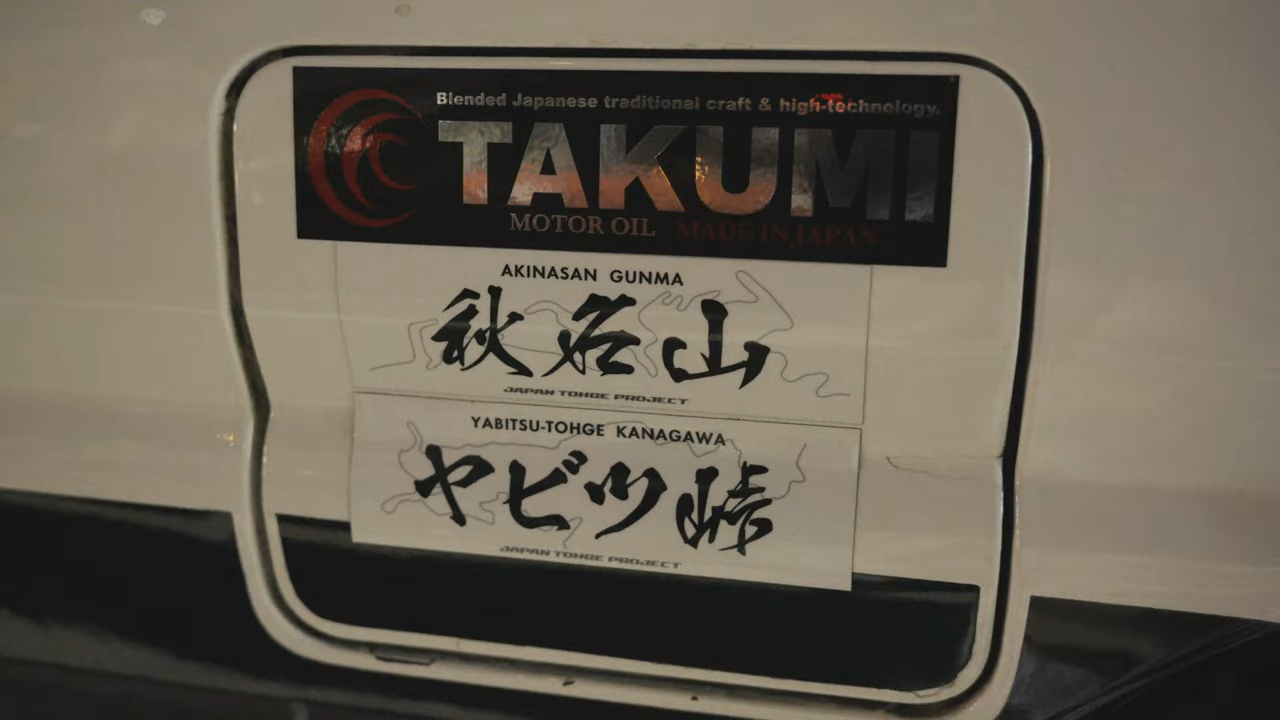 Blended Japanese traditional craft & high-technology.
TAKUMI
MOTOR OIL MADE IN JAPAN
AKINASAN GUNMA
秋名山
JAPAN TOHGE PROJECT
YABITSU-TOHGE KANAGAWA
ヤビツ峠
JAPAN TOHGE PROJECT